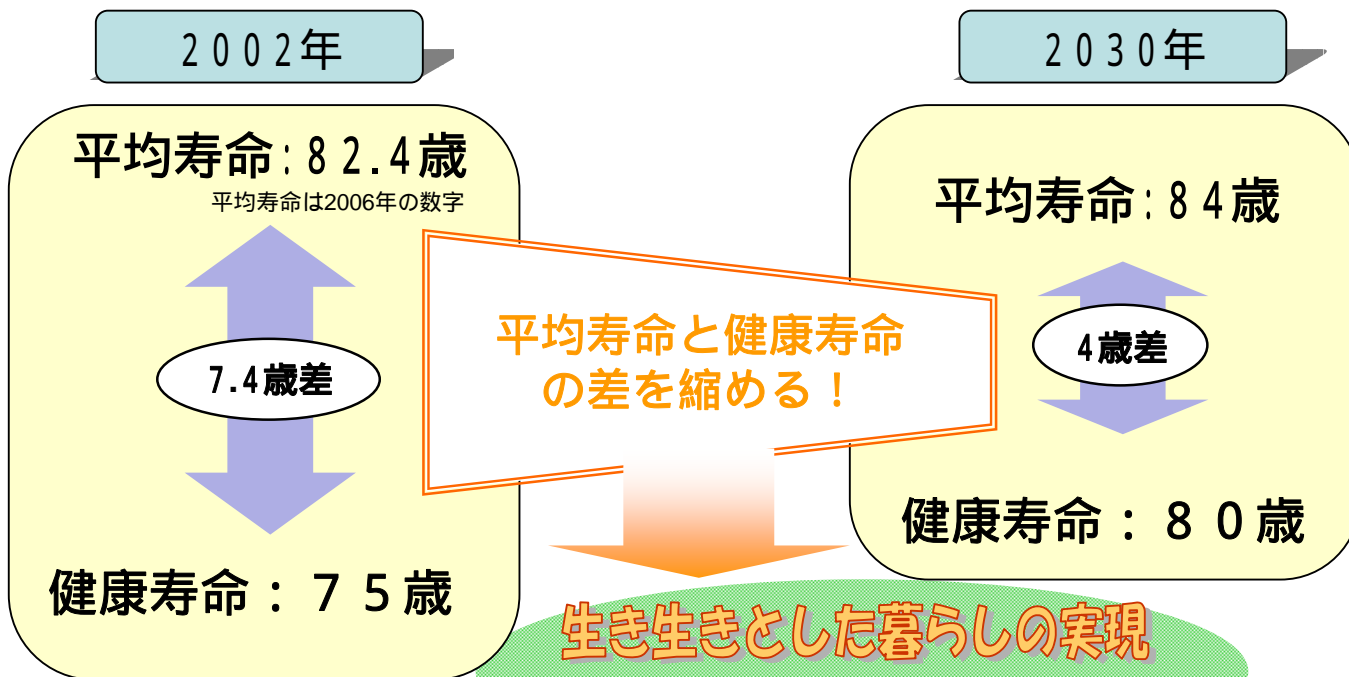 2002年
平均寿命:82.4歳
平均寿命は2006年の数字
7.4歳差
健康寿命：75歳
平均寿命と健康寿命
の差を縮める！
生き生きとした暮らしの実現
2030年
平均寿命:84歳
4歳差
健康寿命：80歳